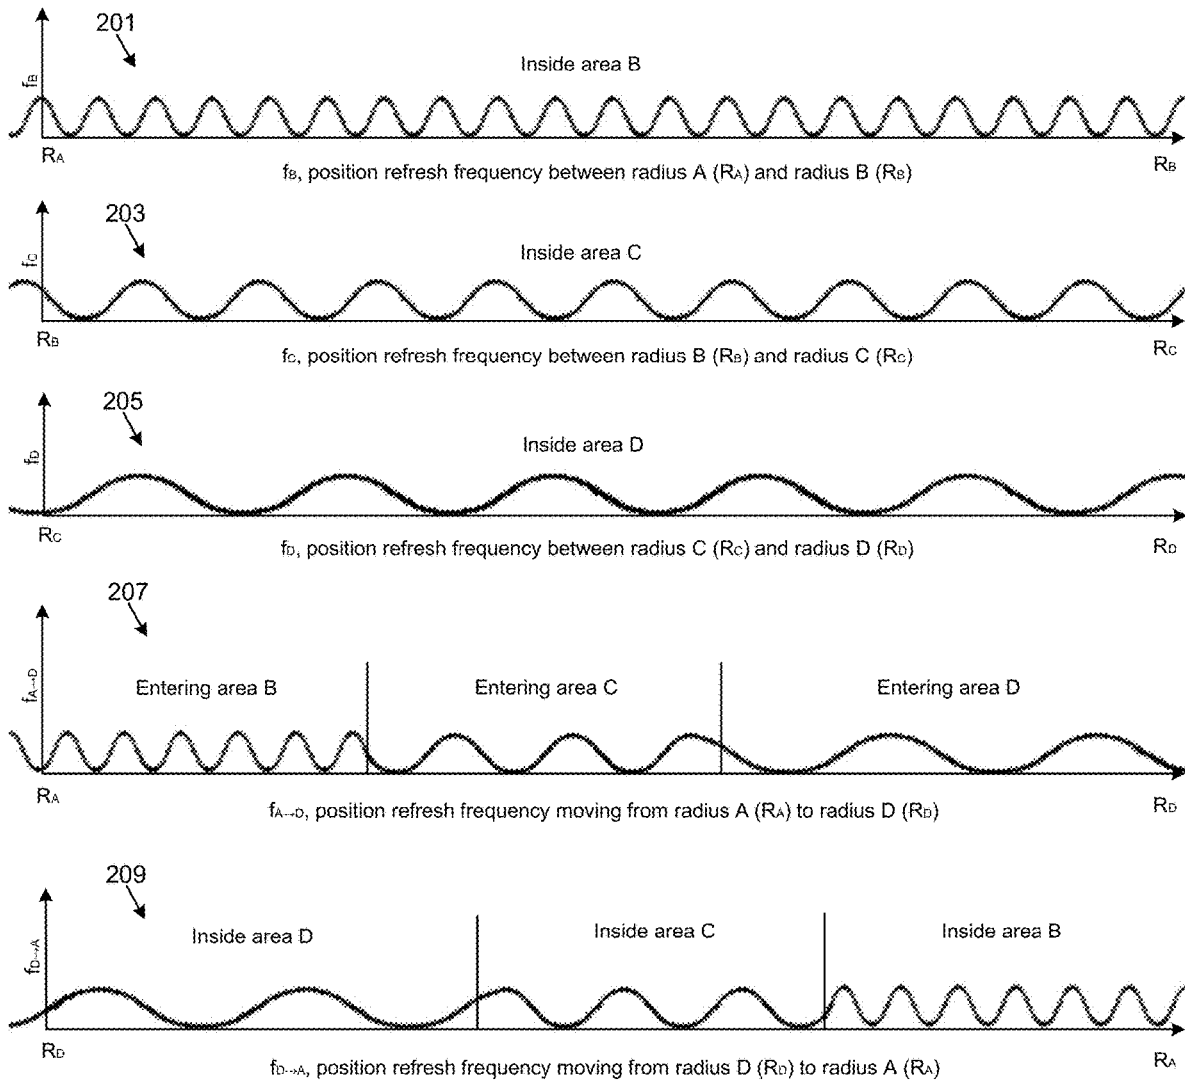 201
Inside area B
fB
RA
RB
fB, position refresh frequency between radius A (RA) and radius B (RB)
203
Inside area C
fC
RB
RC
fC, position refresh frequency between radius B (RB) and radius C (RC)
205
Inside area D
fD
RC
RD
fD, position refresh frequency between radius C (RC) and radius D (RD)
207
fA→D
Entering area B
Entering area C
Entering area D
RA
RD
fA→D, position refresh frequency moving from radius A (RA) to radius D (RD)
209
fD→A
Inside area D
Inside area C
Inside area B
RD
RA
fD→A, position refresh frequency moving from radius D (RD) to radius A (RA)